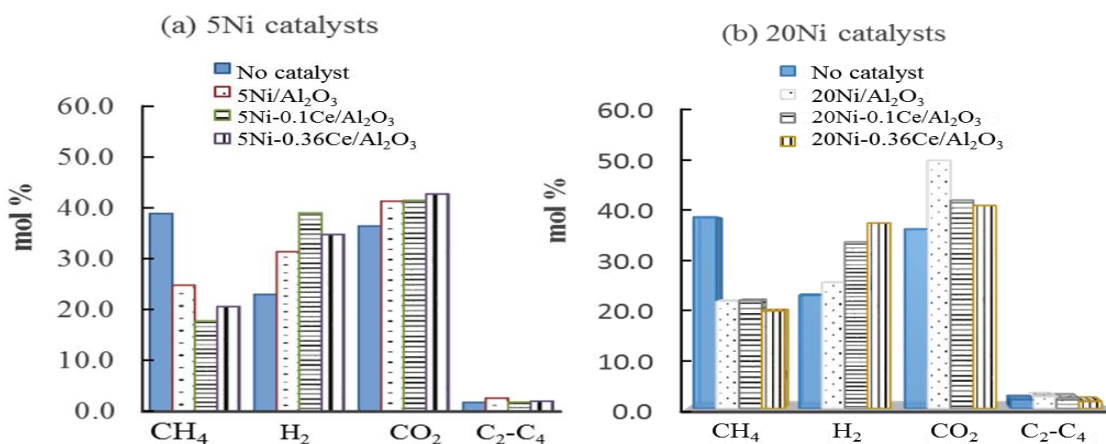 (a) 5Ni catalysts
No catalyst
5Ni/Al₂O₃
5Ni-0.1Ce/Al₂O₃
5Ni-0.36Ce/Al₂O₃
mol %
60.0
50.0
40.0
30.0
20.0
10.0
0.0
CH₄ H₂ CO₂ C₂-C₄
(b) 20Ni catalysts
No catalyst
20Ni/Al₂O₃
20Ni-0.1Ce/Al₂O₃
20Ni-0.36Ce/Al₂O₃
mol %
60.0
50.0
40.0
30.0
20.0
10.0
0.0
CH₄ H₂ CO₂ C₂-C₄